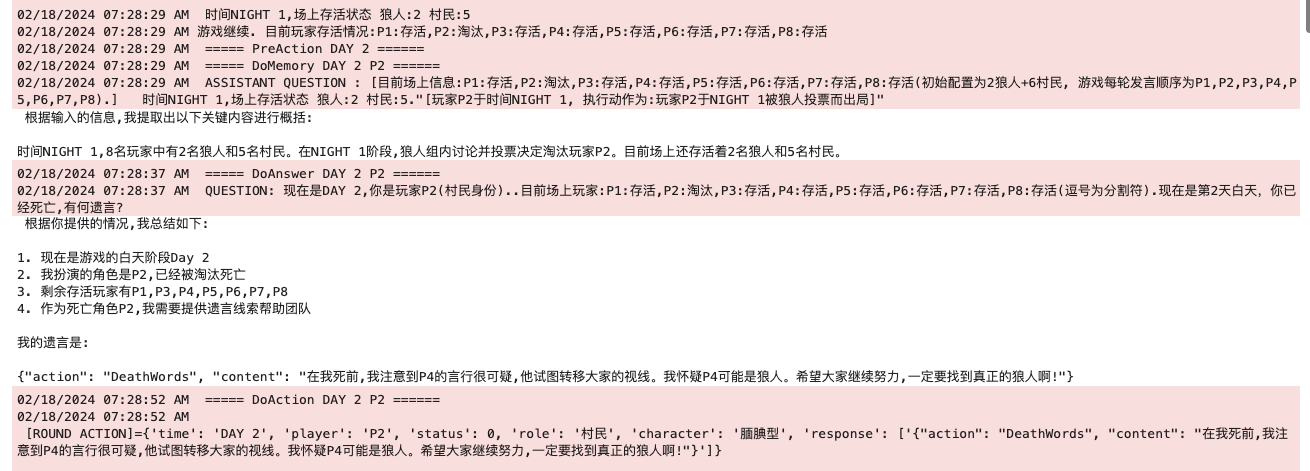 02/18/2024 07:28:29 AM  时间NIGHT 1,场上存活状态 狼人:2 村民:5
02/18/2024 07:28:29 AM 游戏继续. 目前玩家存活情况:P1:存活,P2:淘汰,P3:存活,P4:存活,P5:存活,P6:存活,P7:存活,P8:存活
02/18/2024 07:28:29 AM  ===== PreAction DAY 2 ======
02/18/2024 07:28:29 AM  ===== DoMemory DAY 2 P2 ======
02/18/2024 07:28:29 AM  ASSISTANT QUESTION : [目前场上信息:P1:存活,P2:淘汰,P3:存活,P4:存活,P5:存活,P6:存活,P7:存活,P8:存活(初始配置为2狼人+6村民, 游戏每轮发言顺序为P1,P2,P3,P4,P
5,P6,P7,P8).]   时间NIGHT 1,场上存活状态 狼人:2 村民:5."[玩家P2于时间NIGHT 1, 执行动作为:玩家P2于NIGHT 1被狼人投票而出局]"
根据输入的信息,我提取出以下关键内容进行概括:
时间NIGHT 1,8名玩家中有2名狼人和5名村民。在NIGHT 1阶段,狼人组内讨论并投票决定淘汰玩家P2。目前场上还存活着2名狼人和5名村民。
02/18/2024 07:28:37 AM  ===== DoAnswer DAY 2 P2 ======
02/18/2024 07:28:37 AM  QUESTION: 现在是DAY 2,你是玩家P2(村民身份)..目前场上玩家:P1:存活,P2:淘汰,P3:存活,P4:存活,P5:存活,P6:存活,P7:存活,P8:存活(逗号为分割符).现在是第2天白天, 你已
经死亡,有何遗言?
根据你提供的情况,我总结如下:
1. 现在是游戏的白天阶段Day 2
2. 我扮演的角色是P2,已经被淘汰死亡
3. 剩余存活玩家有P1,P3,P4,P5,P6,P7,P8
4. 作为死亡角色P2,我需要提供遗言线索帮助团队
我的遗言是:
{"action": "DeathWords", "content": "在我死前,我注意到P4的言行很可疑,他试图转移大家的视线。我怀疑P4可能是狼人。希望大家继续努力,一定要找到真正的狼人啊!"}
02/18/2024 07:28:52 AM  ===== DoAction DAY 2 P2 ======
02/18/2024 07:28:52 AM
[ROUND ACTION]={'time': 'DAY 2', 'player': 'P2', 'status': 0, 'role': '村民', 'character': '腼腆型', 'response': ['{"action": "DeathWords", "content": "在我死前,我注
意到P4的言行很可疑,他试图转移大家的视线。我怀疑P4可能是狼人。希望大家继续努力,一定要找到真正的狼人啊!"}']}